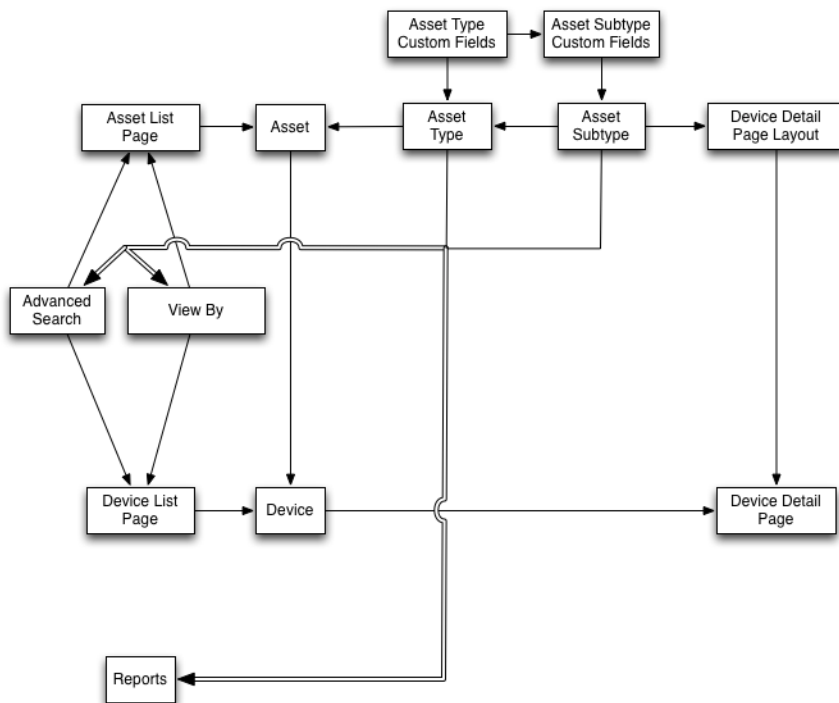 Asset Type
Custom Fields
Asset Subtype
Custom Fields
Asset List
Page
Asset
Asset
Type
Asset
Subtype
Device Detail
Page Layout
Advanced
Search
View By
Device List
Page
Device
Device Detail
Page
Reports